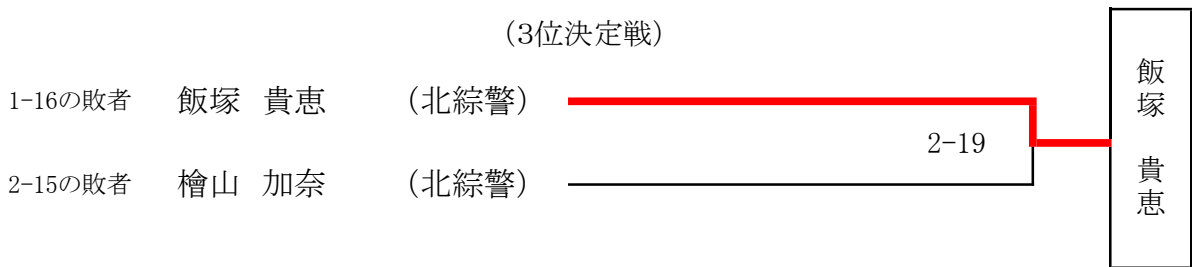 (３位決定戦)
1-16の敗者 飯塚 貴恵 (北綜警)
2-19
2-15の敗者 檜山 加奈 (北綜警)
飯塚 貴恵